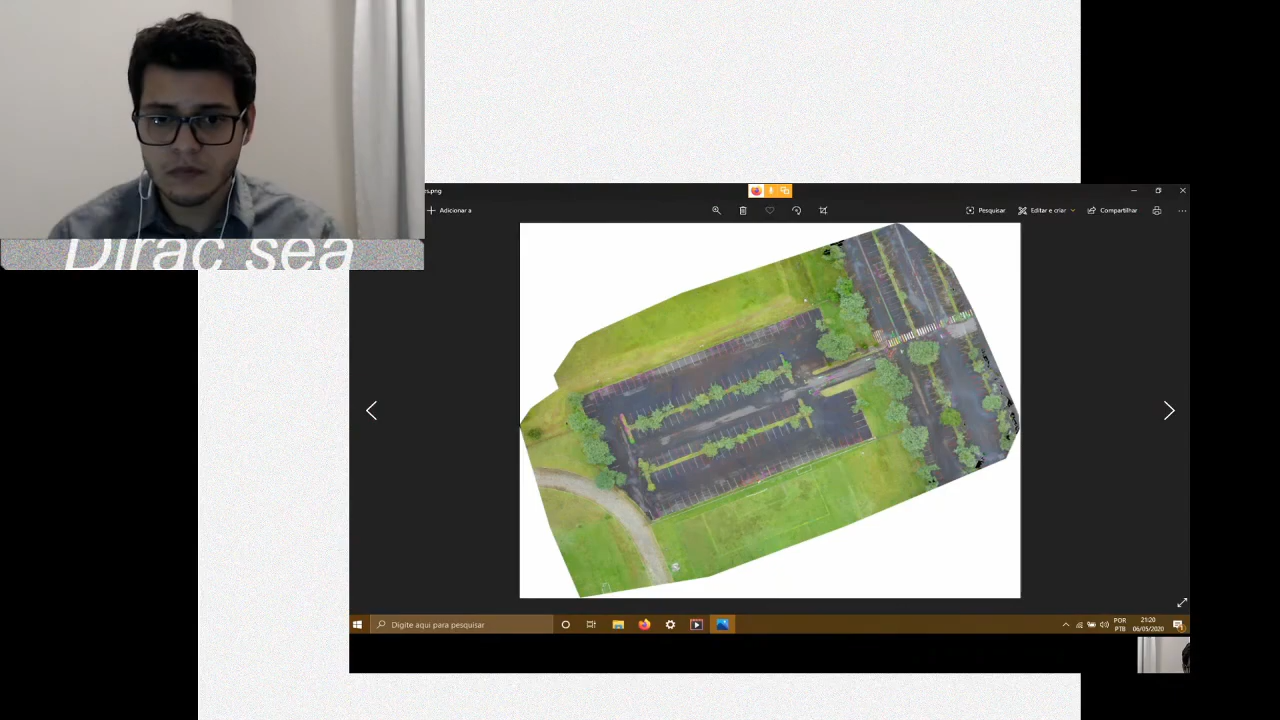 Dirac sea
es.png
Adicionar a
Pesquisar
Editar e criar
Compartilhar
Digite aqui para pesquisar
POR
PTB
21:20
06/05/2020